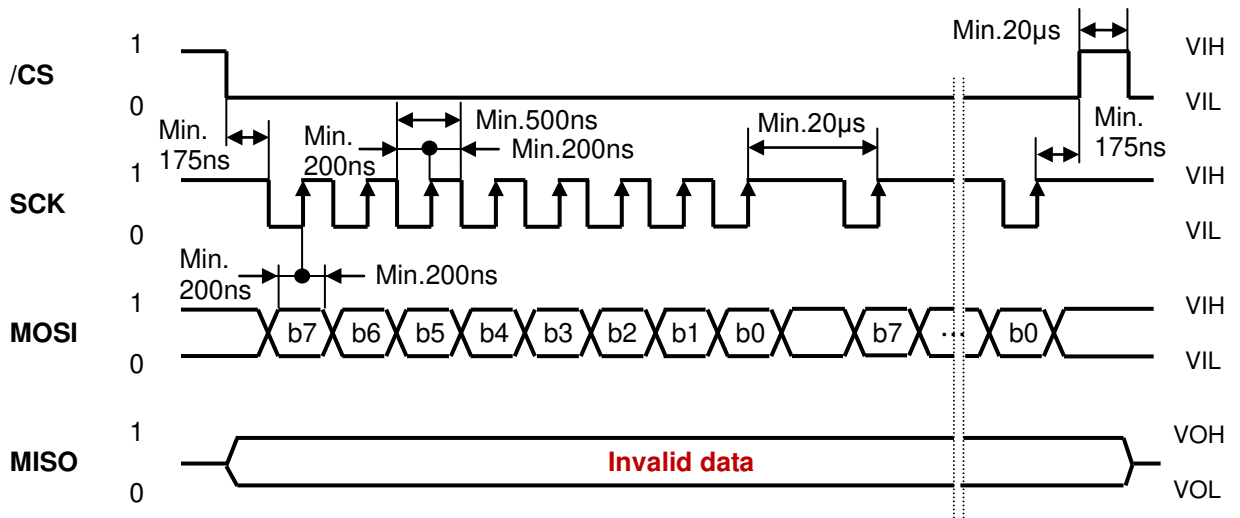 Min.20µs
1
VIH
/CS
0
VIL
Min.
175ns
Min.
200ns
Min.500ns
Min.200ns
Min.20µs
Min.
175ns
1
VIH
SCK
0
VIL
Min.
200ns
Min.200ns
1
VIH
MOSI
b7 b6 b5 b4 b3 b2 b1 b0 b7 ... b0
0
VIL
1
VOH
MISO
Invalid data
0
VOL